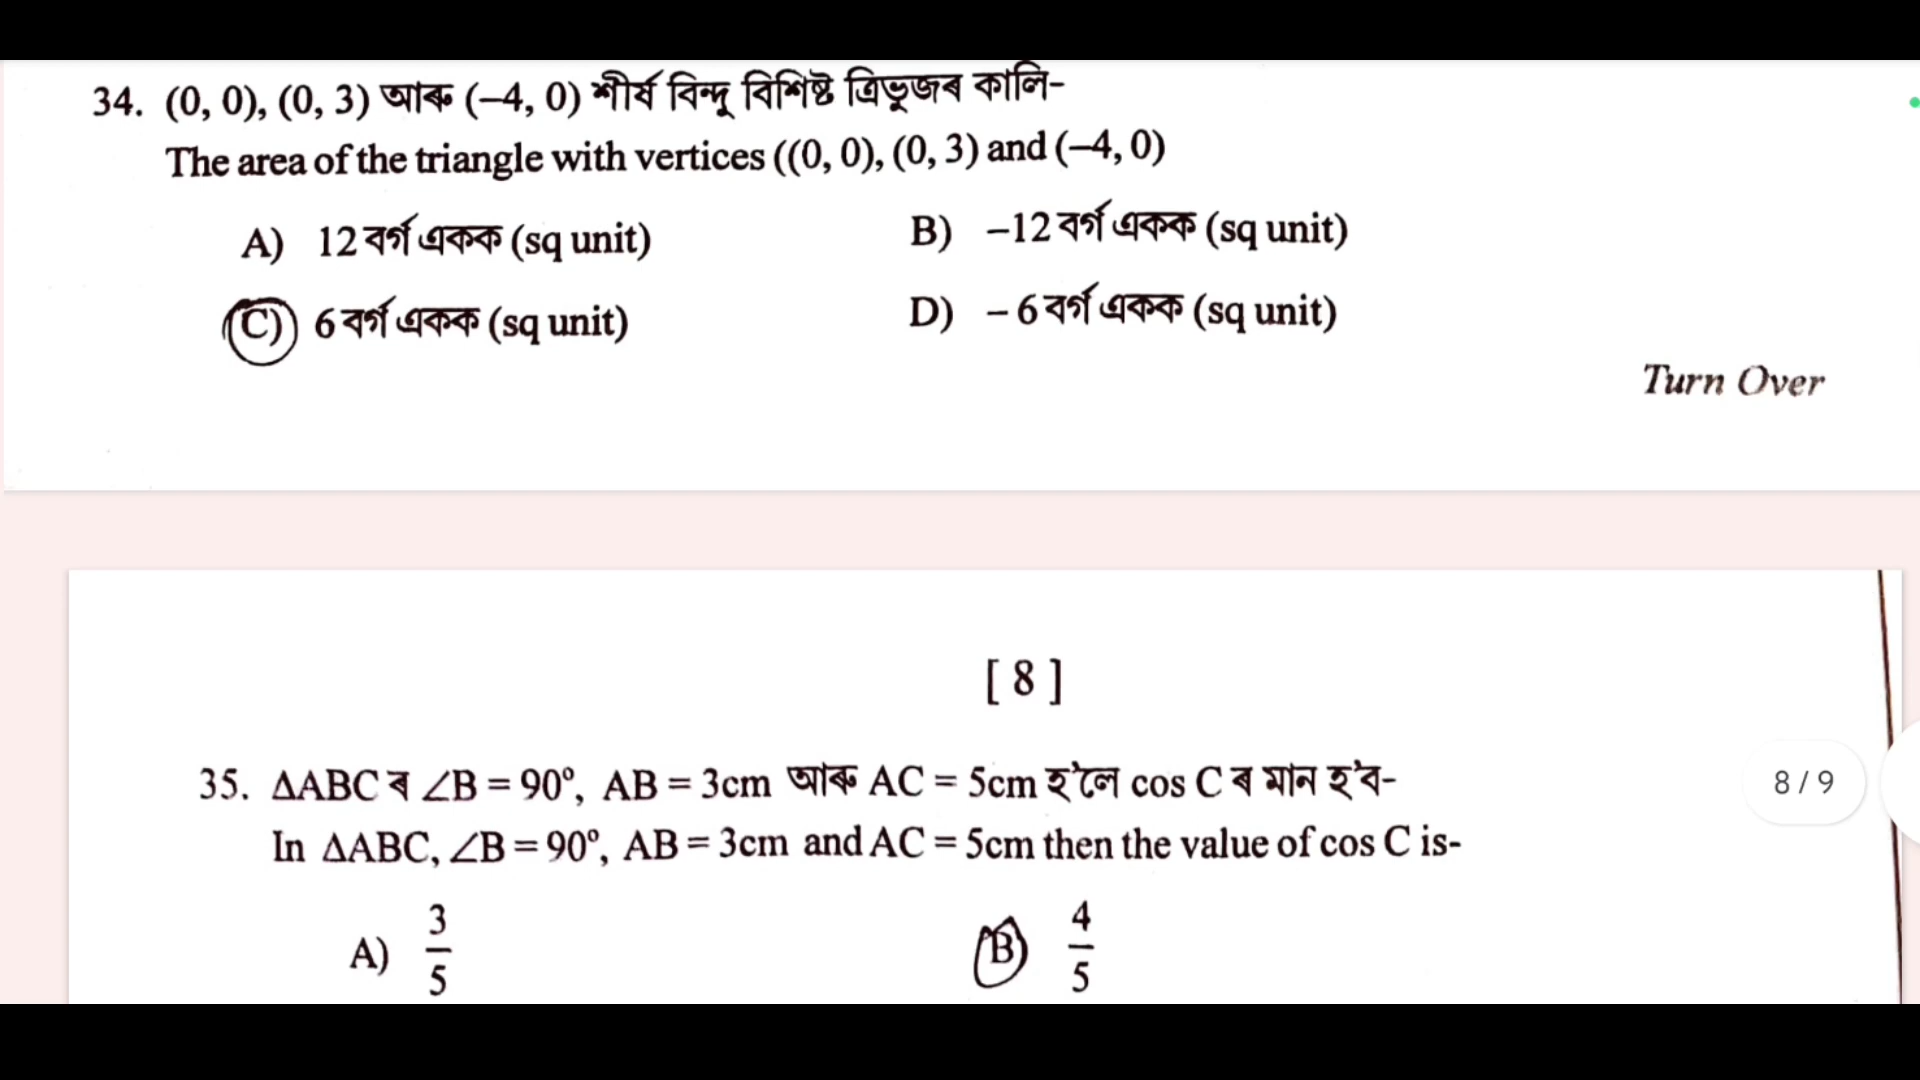 34. (0, 0), (0, 3) আৰু (–4, 0) শীৰ্ষ বিন্দু বিশিষ্ট ত্ৰিভূজৰ কালি-
The area of the triangle with vertices ((0, 0), (0, 3) and (–4, 0)
A) 12 বৰ্গ একক (sq unit) B) –12 বৰ্গ একক (sq unit)
C) 6 বৰ্গ একক (sq unit) D) – 6 বৰ্গ একক (sq unit)
Turn Over
[ 8 ]
35. ΔABC ৰ ∠B = 90°, AB = 3cm আৰু AC = 5cm হ'লে cos C ৰ মান হ'ব-
8 / 9
In ΔABC, ∠B = 90°, AB = 3cm and AC = 5cm then the value of cos C is-
A) 3/5 B) 4/5